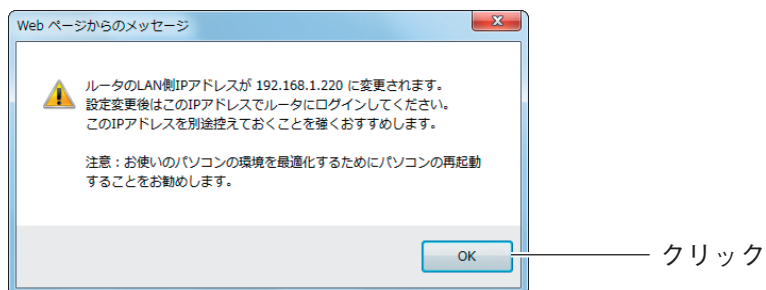 Web ページからのメッセージ
ルータのLAN側IPアドレスが 192.168.1.220 に変更されます。
設定変更後はこのIPアドレスでルータにログインしてください。
このIPアドレスを別途控えておくことを強くおすすめします。
注意：お使いのパソコンの環境を最適化するためにパソコンの再起動
することをお勧めします。
OK
クリック